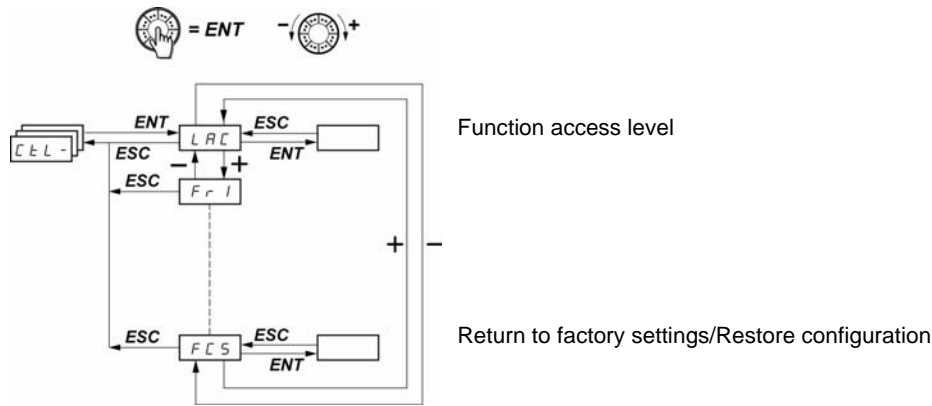 = ENT
- +
ENT
LAC
ESC
Function access level
CtL-
ESC
ENT
- +
ESC
Fr1
+ -
ESC
FCS
ESC
Return to factory settings/Restore configuration
ENT